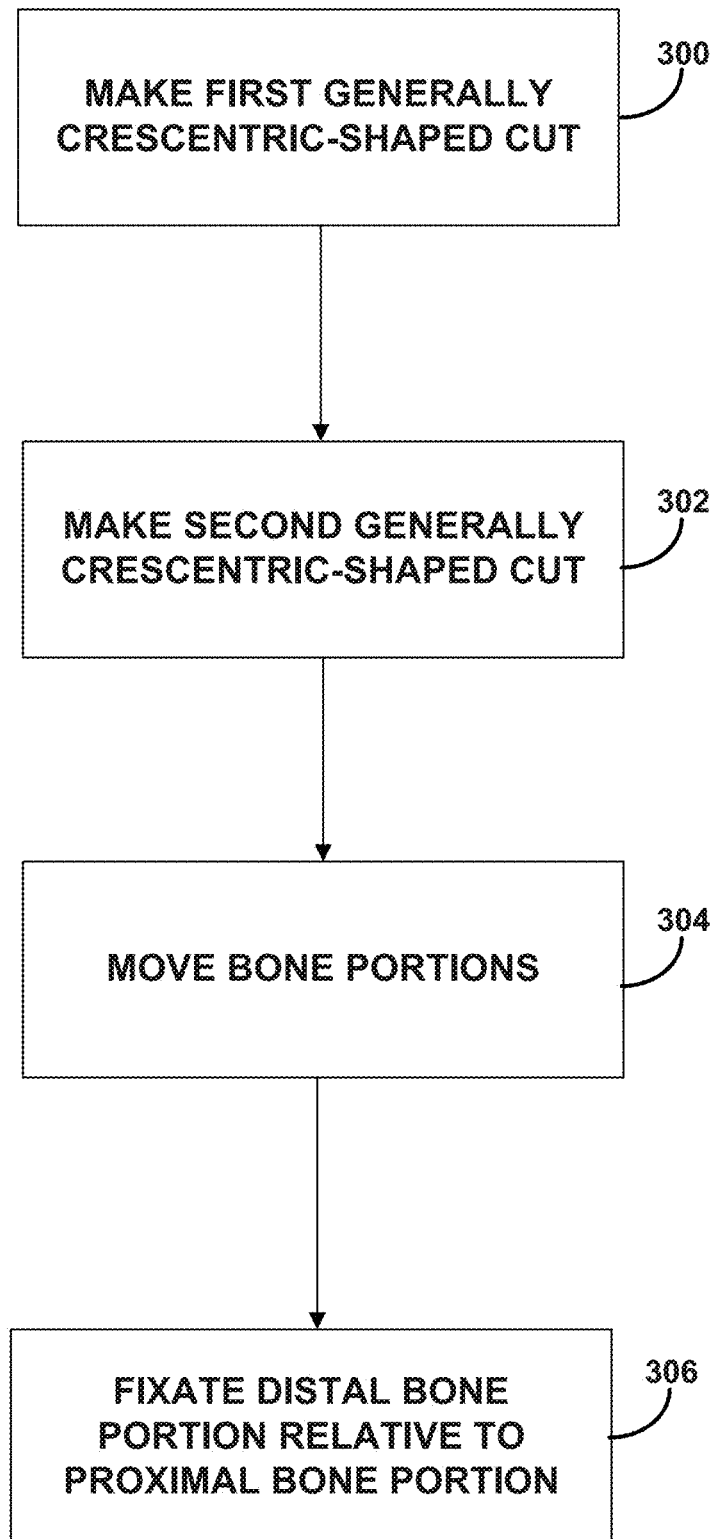 300
MAKE FIRST GENERALLY
CRESCENTRIC-SHAPED CUT
302
MAKE SECOND GENERALLY
CRESCENTRIC-SHAPED CUT
304
MOVE BONE PORTIONS
306
FIXATE DISTAL BONE
PORTION RELATIVE TO
PROXIMAL BONE PORTION